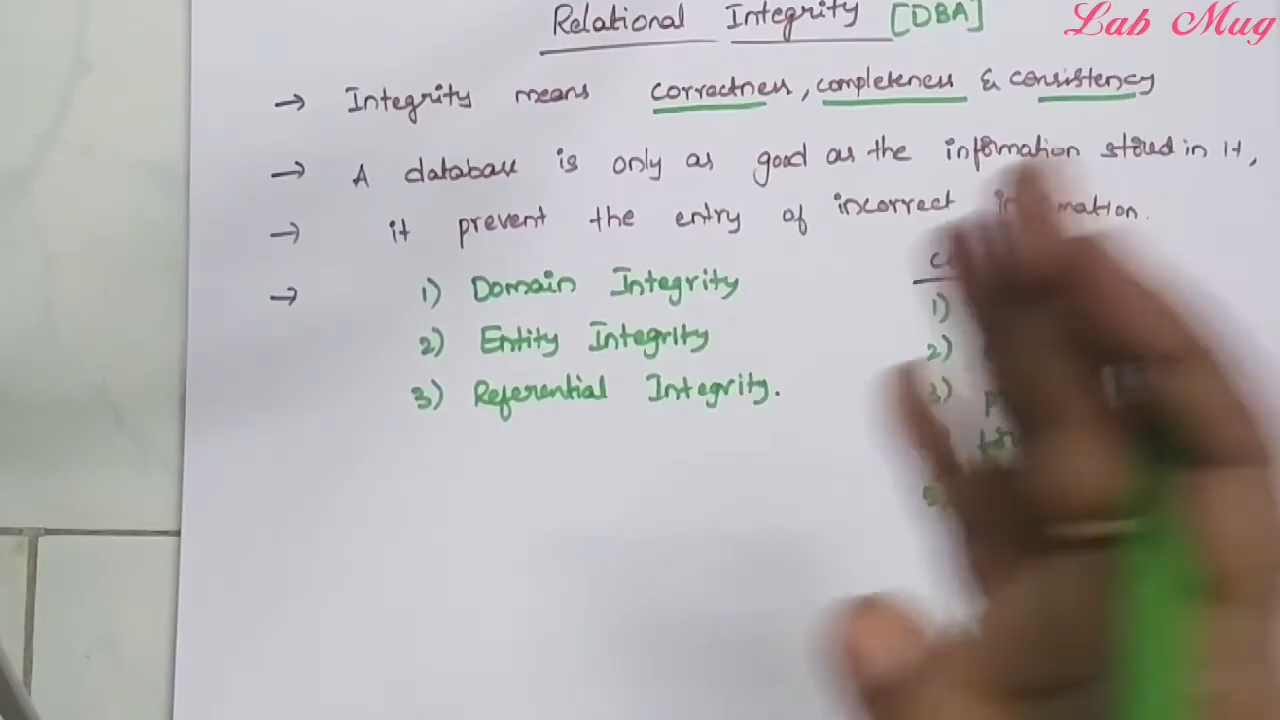 Relational Integrity [DBA]
Lab Mug
→ Integrity means correctness, completeness & consistency
→ A database is only as good as the information stored in it,
→ it prevent the entry of incorrect
→ 1) Domain Integrity
2) Entity Integrity
3) Referential Integrity.
1)
2)
3)